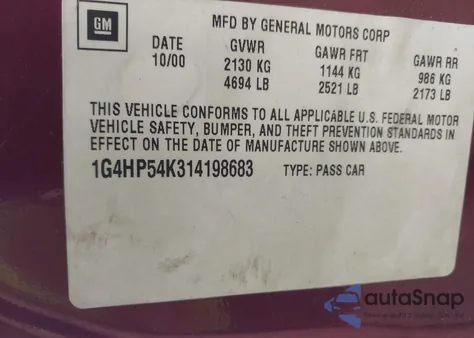 GM
MFD BY GENERAL MOTORS CORP
DATE GVWR GAWR FRT GAWR RR
10/00 2130 KG 1144 KG 986 KG
4694 LB 2521 LB 2173 LB
THIS VEHICLE CONFORMS TO ALL APPLICABLE U.S. FEDERAL MOTOR
VEHICLE SAFETY, BUMPER, AND THEFT PREVENTION STANDARDS IN
EFFECT ON THE DATE OF MANUFACTURE SHOWN ABOVE.
1G4HP54K314198683 TYPE: PASS CAR
autoSnap